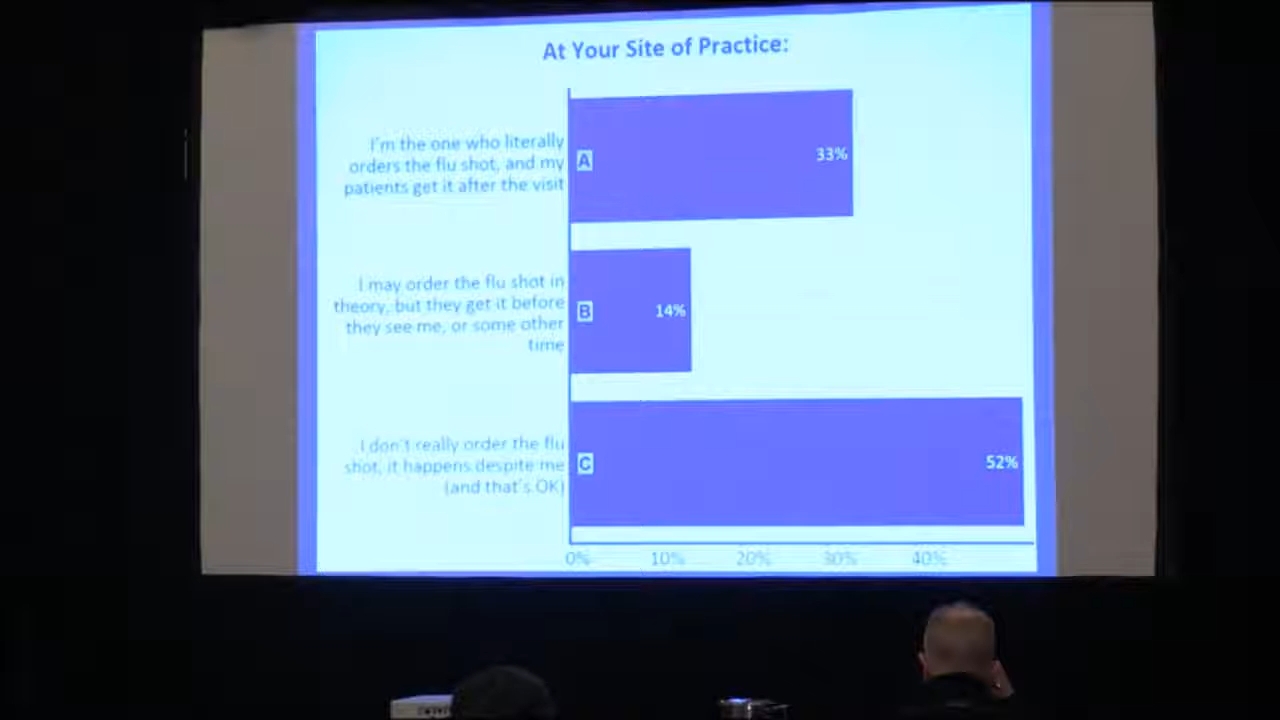 At Your Site of Practice:
I'm the one who literally
orders the flu shot, and my
patients get it after the visit
A
33%
I may order the flu shot in
theory, but they get it before
they see me, or some other
time
B
14%
I don't really order the flu
shot, it happens despite me
(and that's OK)
C
52%
0% 10% 20% 30% 40%